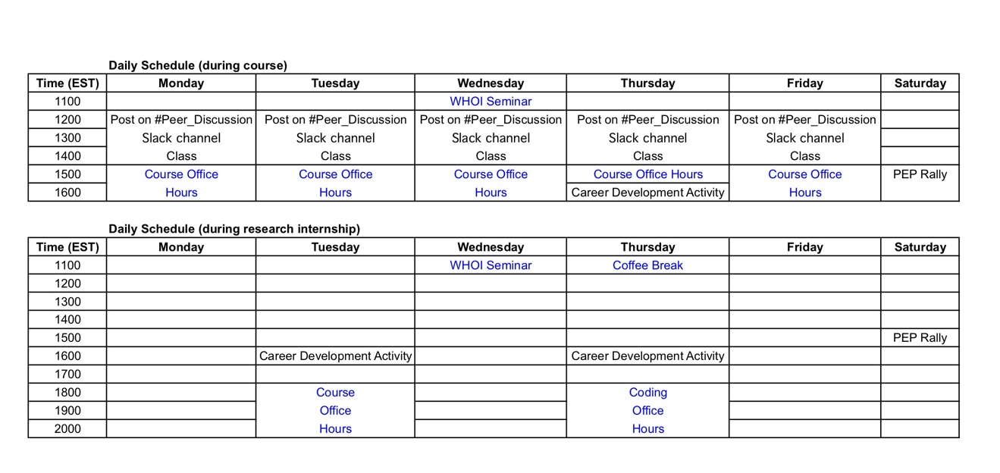 Daily Schedule (during course)
Time (EST) Monday Tuesday Wednesday Thursday Friday Saturday
1100 WHOI Seminar
1200 Post on #Peer_Discussion Post on #Peer_Discussion Post on #Peer_Discussion Post on #Peer_Discussion Post on #Peer_Discussion
1300 Slack channel Slack channel Slack channel Slack channel Slack channel
1400 Class Class Class Class Class
1500 Course Office Course Office Course Office Course Office Hours Course Office PEP Rally
1600 Hours Hours Hours Career Development Activity Hours
Daily Schedule (during research internship)
Time (EST) Monday Tuesday Wednesday Thursday Friday Saturday
1100 WHOI Seminar Coffee Break
1200
1300
1400
1500 PEP Rally
1600 Career Development Activity Career Development Activity
1700
1800 Course Coding
1900 Office Office
2000 Hours Hours